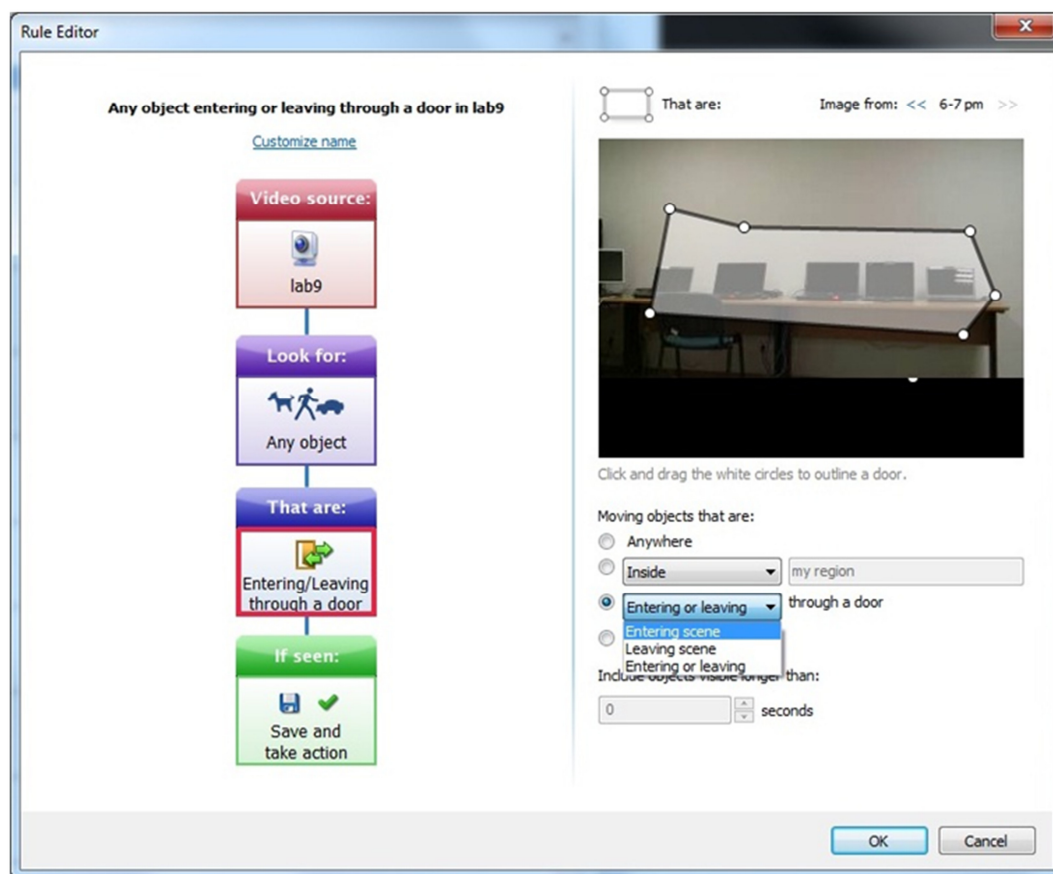 Rule Editor
Any object entering or leaving through a door in lab9
Customize name
Video source:
lab9
Look for:
Any object
That are:
Entering/Leaving
through a door
If seen:
Save and
take action
That are:
Image from: << 6-7 pm >>
Click and drag the white circles to outline a door.
Moving objects that are:
Anywhere
Inside my region
Entering or leaving through a door
Entering scene
Leaving scene
Entering or leaving
Include objects visible longer than:
0 seconds
OK Cancel